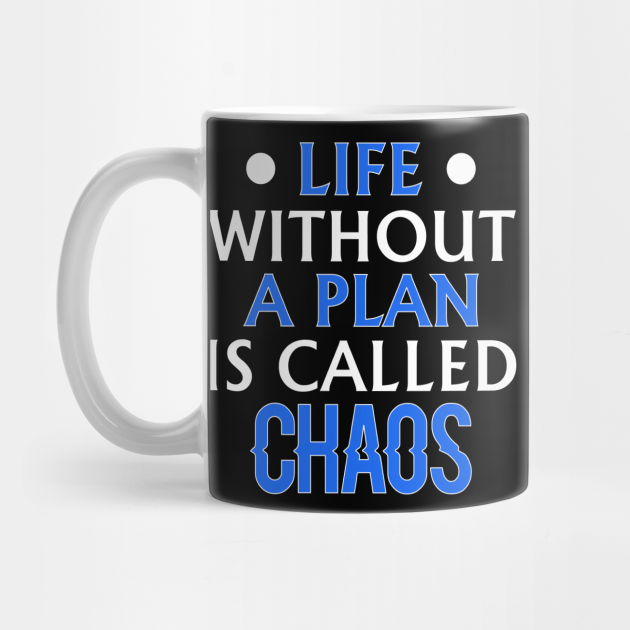 • LIFE •
WITHOUT
A PLAN
IS CALLED
CHAOS